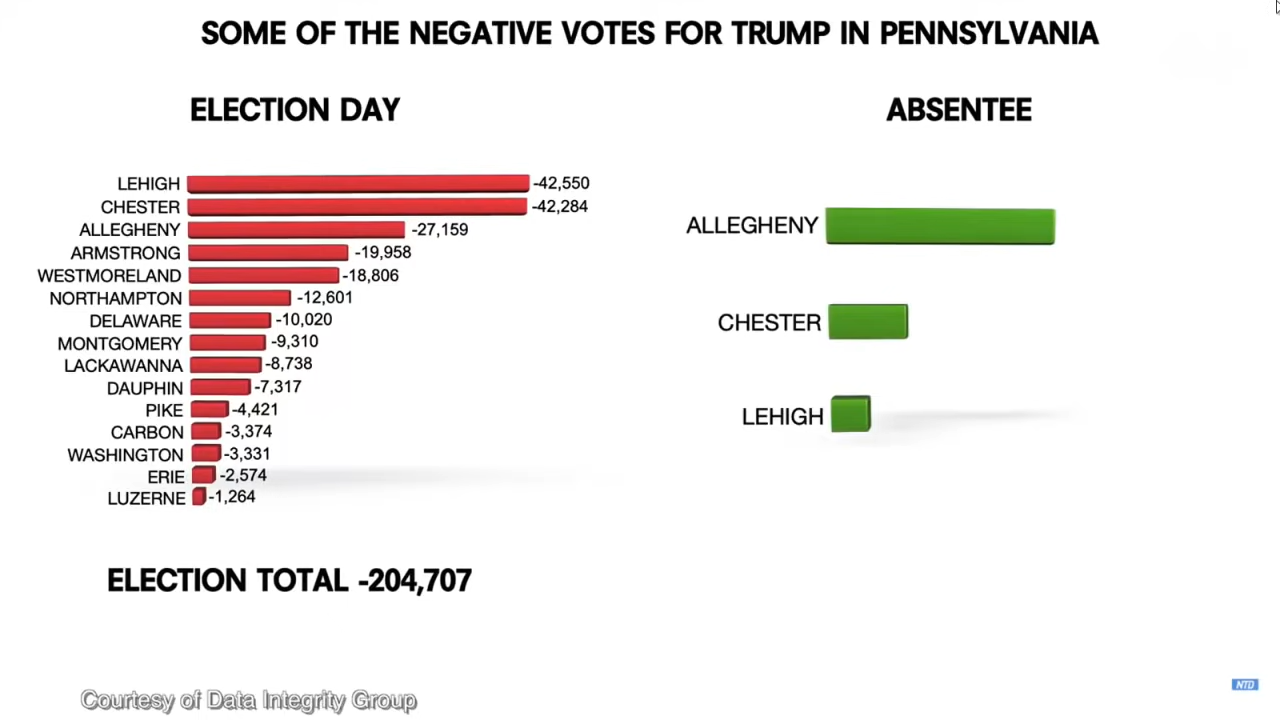 SOME OF THE NEGATIVE VOTES FOR TRUMP IN PENNSYLVANIA
ELECTION DAY
LEHIGH -42,550
CHESTER -42,284
ALLEGHENY -27,159
ARMSTRONG -19,958
WESTMORELAND -18,806
NORTHAMPTON -12,601
DELAWARE -10,020
MONTGOMERY -9,310
LACKAWANNA -8,738
DAUPHIN -7,317
PIKE -4,421
CARBON -3,374
WASHINGTON -3,331
ERIE -2,574
LUZERNE -1,264
ELECTION TOTAL -204,707
ABSENTEE
ALLEGHENY
CHESTER
LEHIGH
Courtesy of Data Integrity Group
NTD